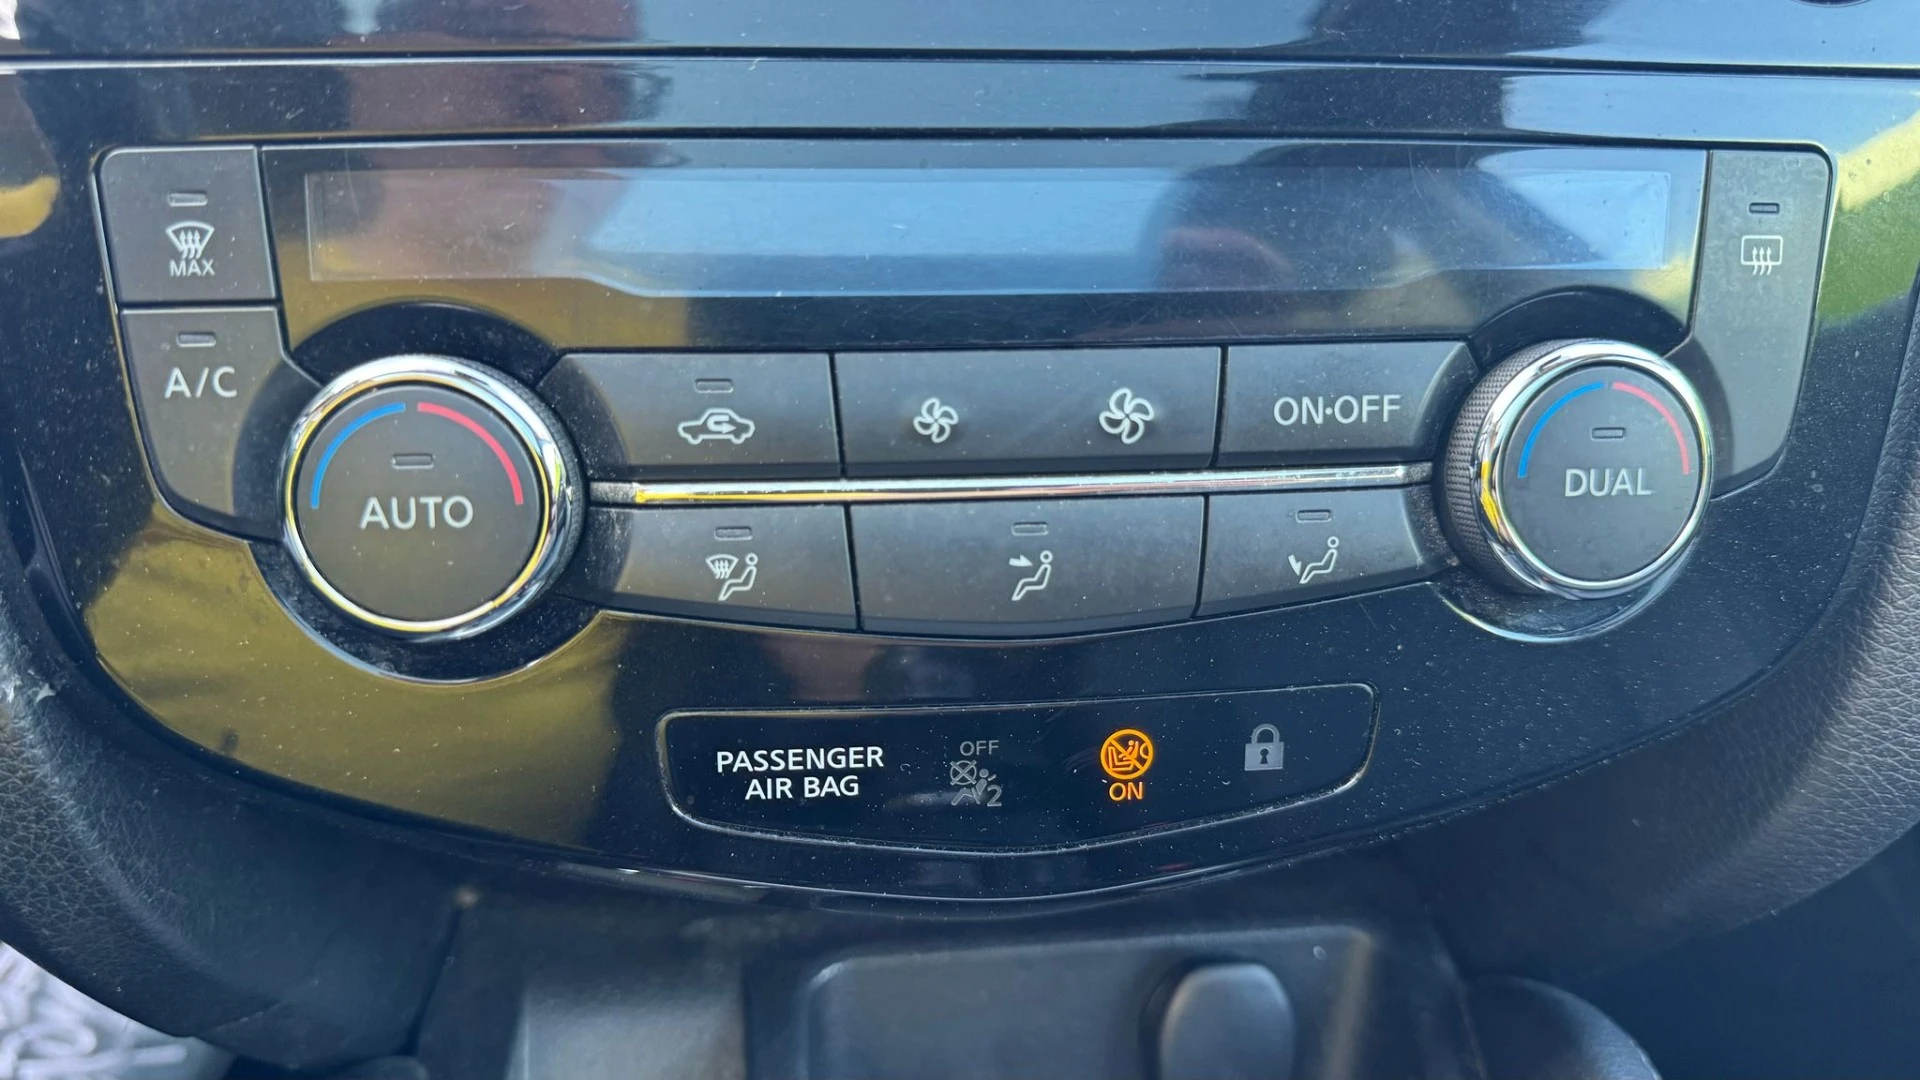 MAX
A/C
AUTO
ON•OFF
DUAL
PASSENGER
AIR BAG
OFF
2
ON